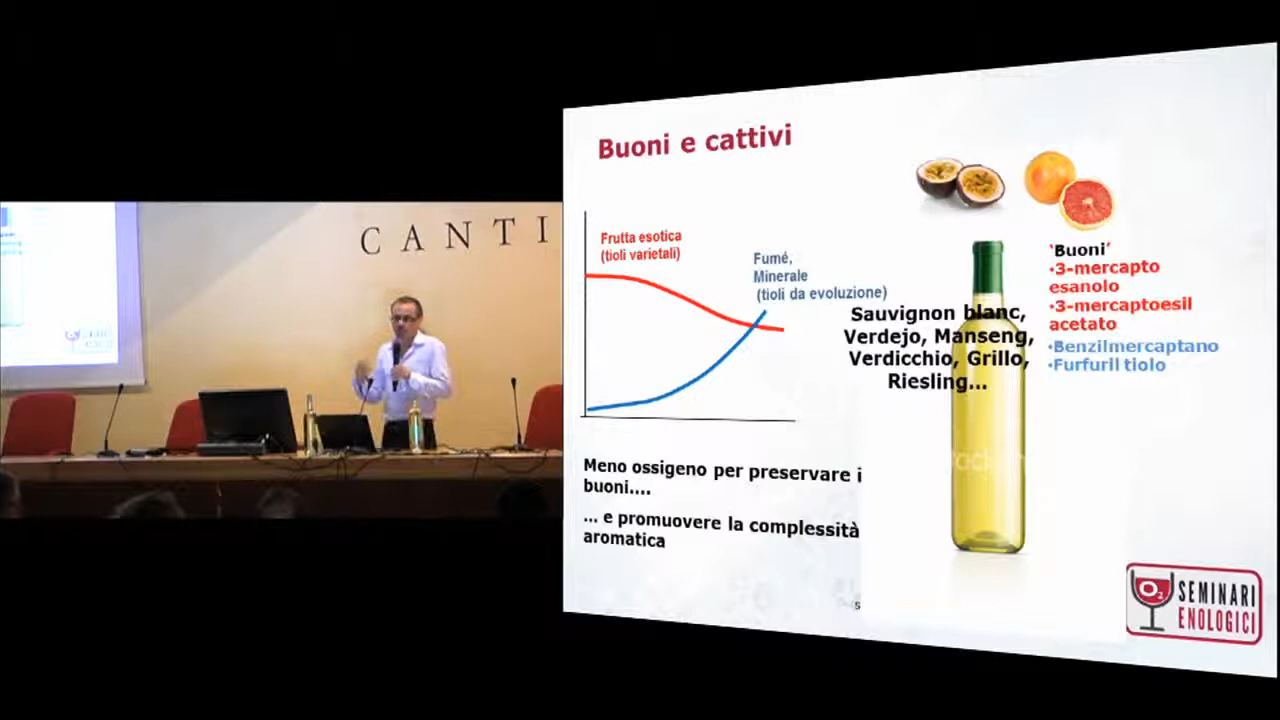 CANTI
Buoni e cattivi
Frutta esotica
(tioli varietali)
Fumé,
Minerale
(tioli da evoluzione)
Sauvignon blanc,
Verdejo, Manseng,
Verdicchio, Grillo,
Riesling...
'Buoni'
•3-mercapto
esanolo
•3-mercaptoesil
acetato
•Benzilmercaptano
•Furfuril tiolo
Meno ossigeno per preservare i
buoni....
... e promuovere la complessità
aromatica
O2
SEMINARI
ENOLOGICI